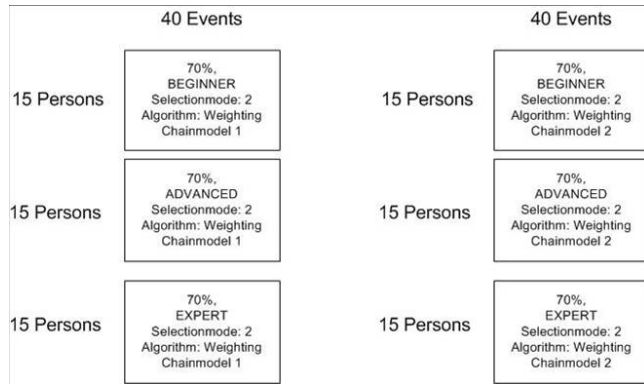 40 Events
40 Events
15 Persons
70%,
BEGINNER
Selectionmode: 2
Algorithm: Weighting
Chainmodel 1
15 Persons
70%,
BEGINNER
Selectionmode: 2
Algorithm: Weighting
Chainmodel 2
15 Persons
70%,
ADVANCED
Selectionmode: 2
Algorithm: Weighting
Chainmodel 1
15 Persons
70%,
ADVANCED
Selectionmode: 2
Algorithm: Weighting
Chainmodel 2
15 Persons
70%,
EXPERT
Selectionmode: 2
Algorithm: Weighting
Chainmodel 1
15 Persons
70%,
EXPERT
Selectionmode: 2
Algorithm: Weighting
Chainmodel 2